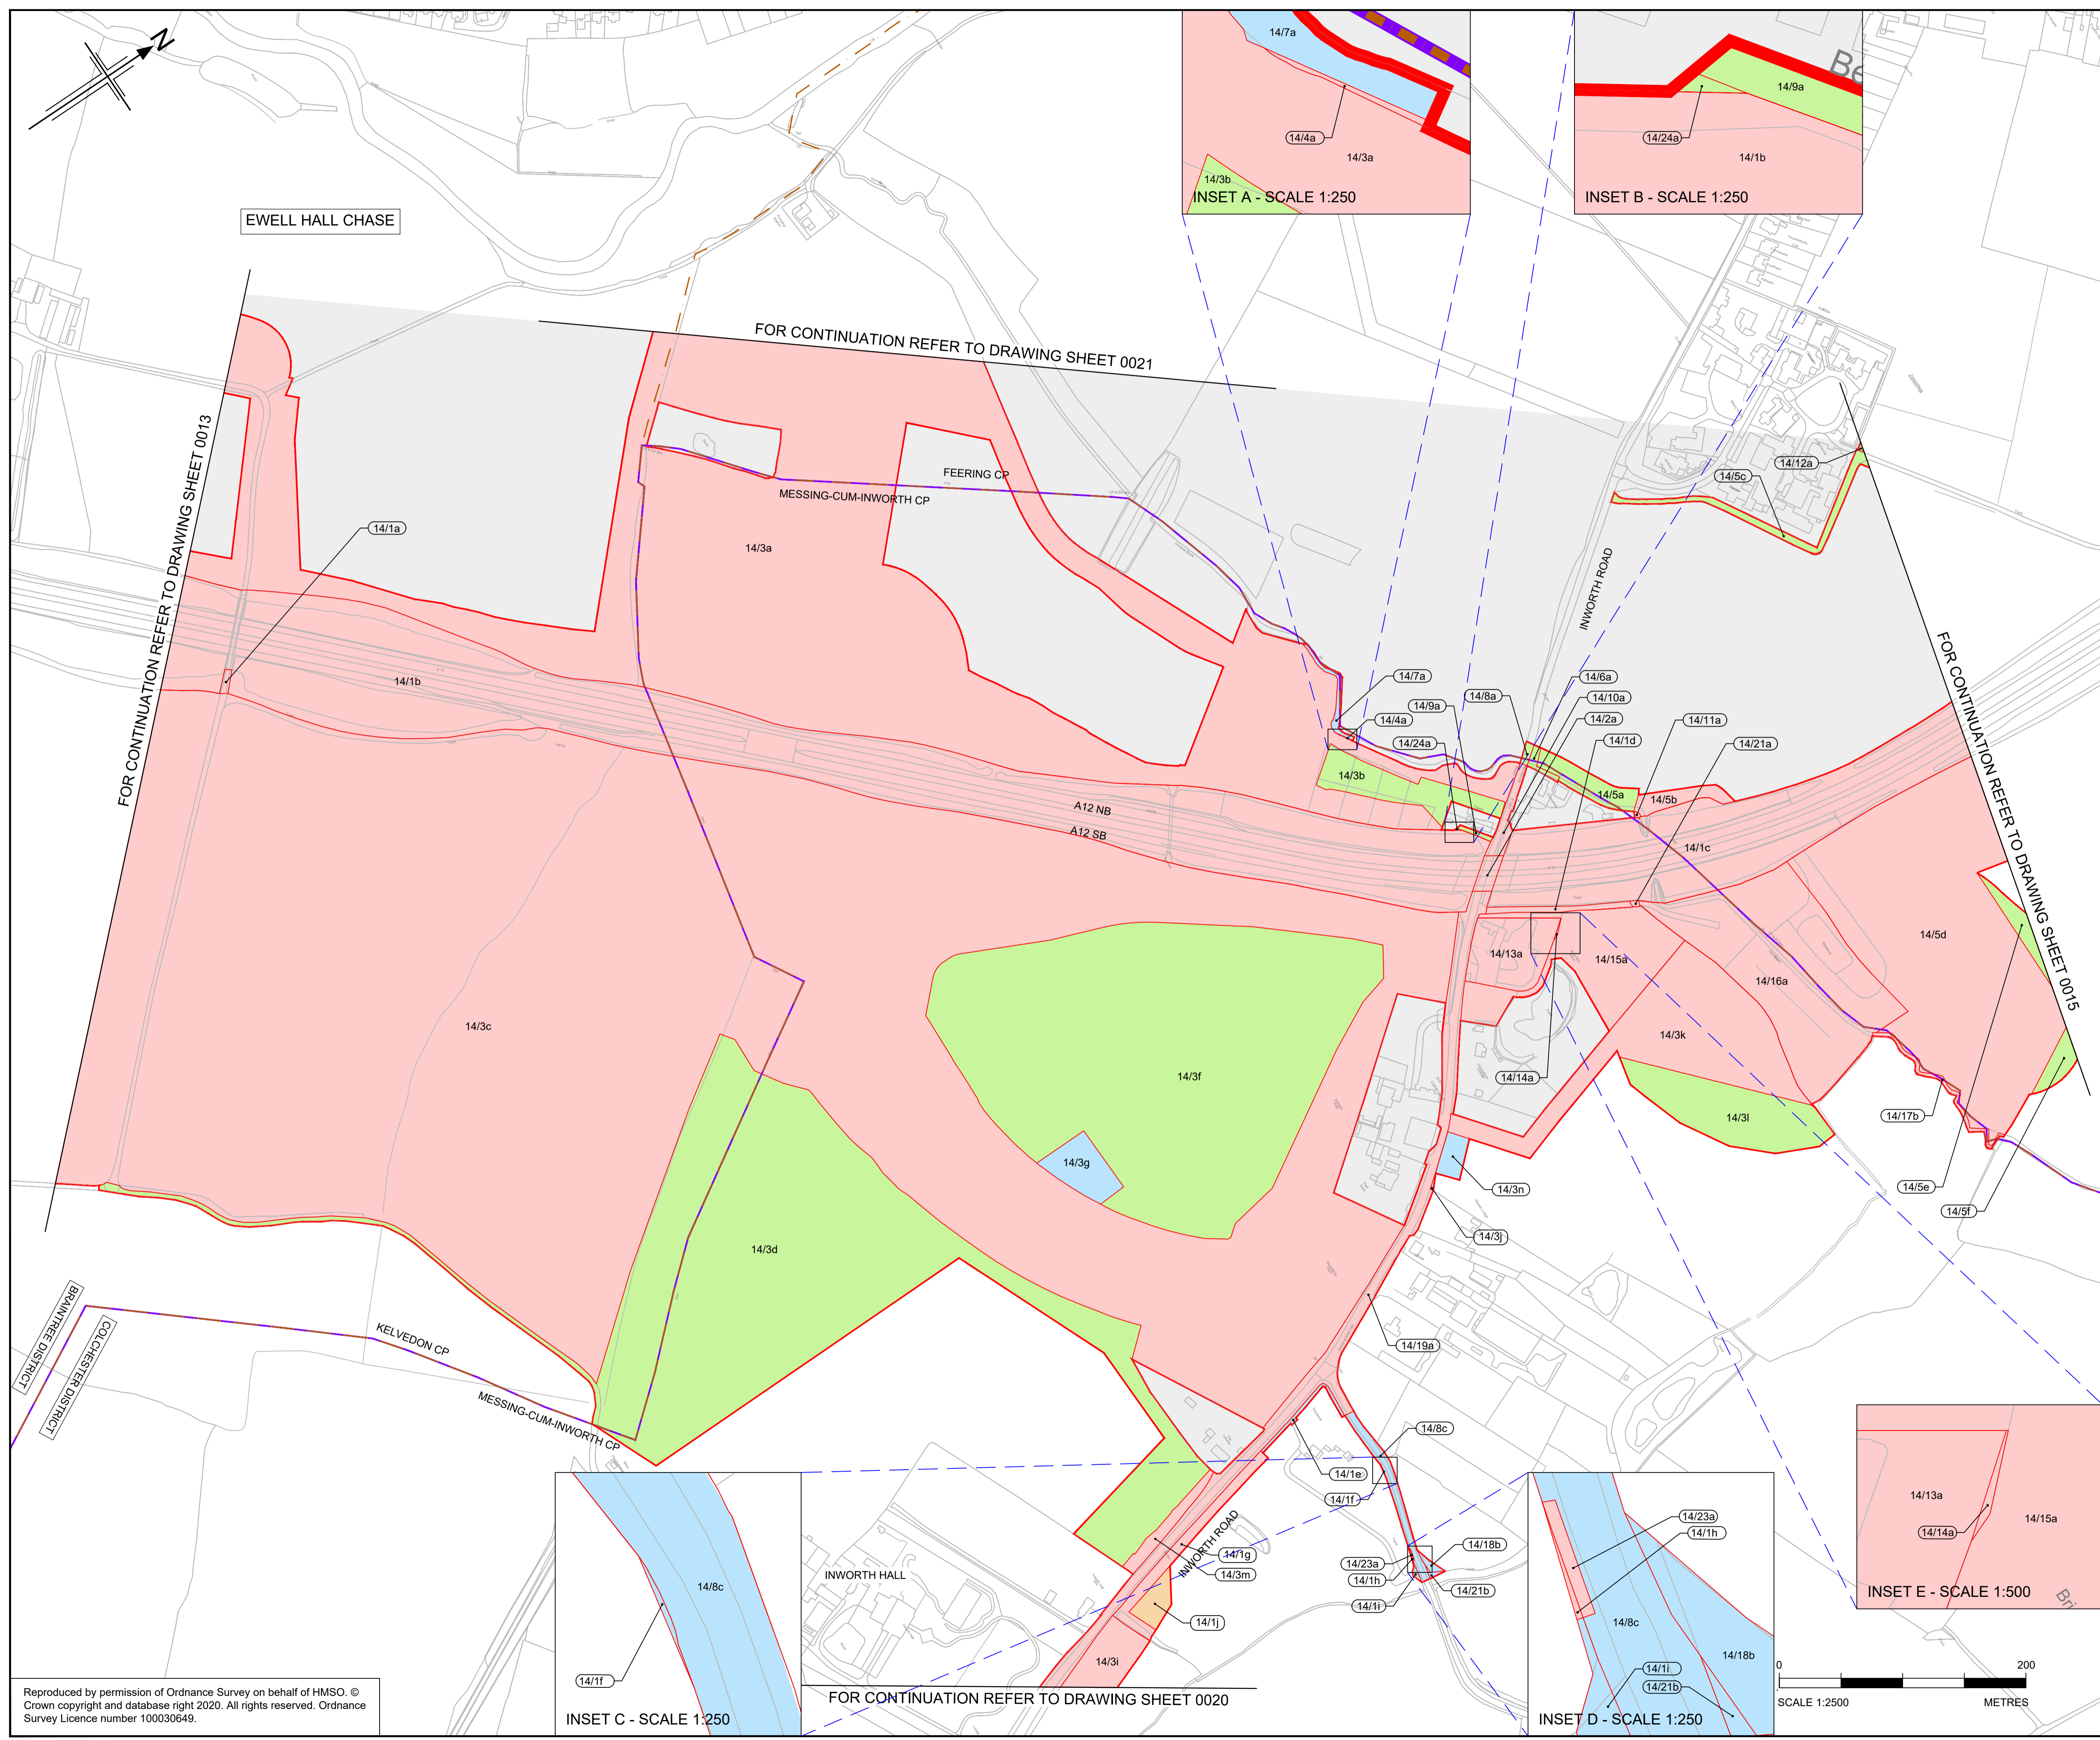 N
EWELL HALL CHASE
14/7a
14/4a
14/3a
14/3b
INSET A - SCALE 1:250
14/9a
14/24a
14/1b
INSET B - SCALE 1:250
FOR CONTINUATION REFER TO DRAWING SHEET 0021
FOR CONTINUATION REFER TO DRAWING SHEET 0013
14/12a
14/5c
FEERING CP
MESSING-CUM-INWORTH CP
14/1a
14/3a
INWORTH ROAD
FOR CONTINUATION REFER TO DRAWING SHEET 0015
14/7a
14/6a
14/8a
14/10a
14/9a
14/4a
14/2a
14/11a
14/24a
14/1d
14/21a
14/1b
14/3b
14/5a
14/5b
A12 NB
A12 SB
14/1c
14/5d
14/13a
14/15a
14/16a
14/3c
14/3k
14/3f
14/14a
14/3l
14/17b
14/3g
14/5e
14/3n
14/5f
14/3j
14/3d
BRAINTREE DISTRICT
COLCHESTER DISTRICT
KELVEDON CP
MESSING-CUM-INWORTH CP
14/19a
14/8c
14/1e
14/1f
INWORTH ROAD
14/1g
14/3m
14/18b
14/23a
14/1h
14/21b
14/1i
14/1j
INWORTH HALL
14/3i
FOR CONTINUATION REFER TO DRAWING SHEET 0020
14/8c
14/1f
INSET C - SCALE 1:250
14/23a
14/1h
14/8c
14/18b
14/1i
14/21b
INSET D - SCALE 1:250
14/13a
14/14a
14/15a
INSET E - SCALE 1:500
0
200
SCALE 1:2500
METRES
Reproduced by permission of Ordnance Survey on behalf of HMSO. ©
Crown copyright and database right 2020. All rights reserved. Ordnance
Survey Licence number 100030649.